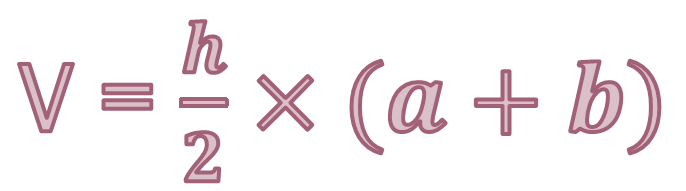 V = h/2 × (a + b)